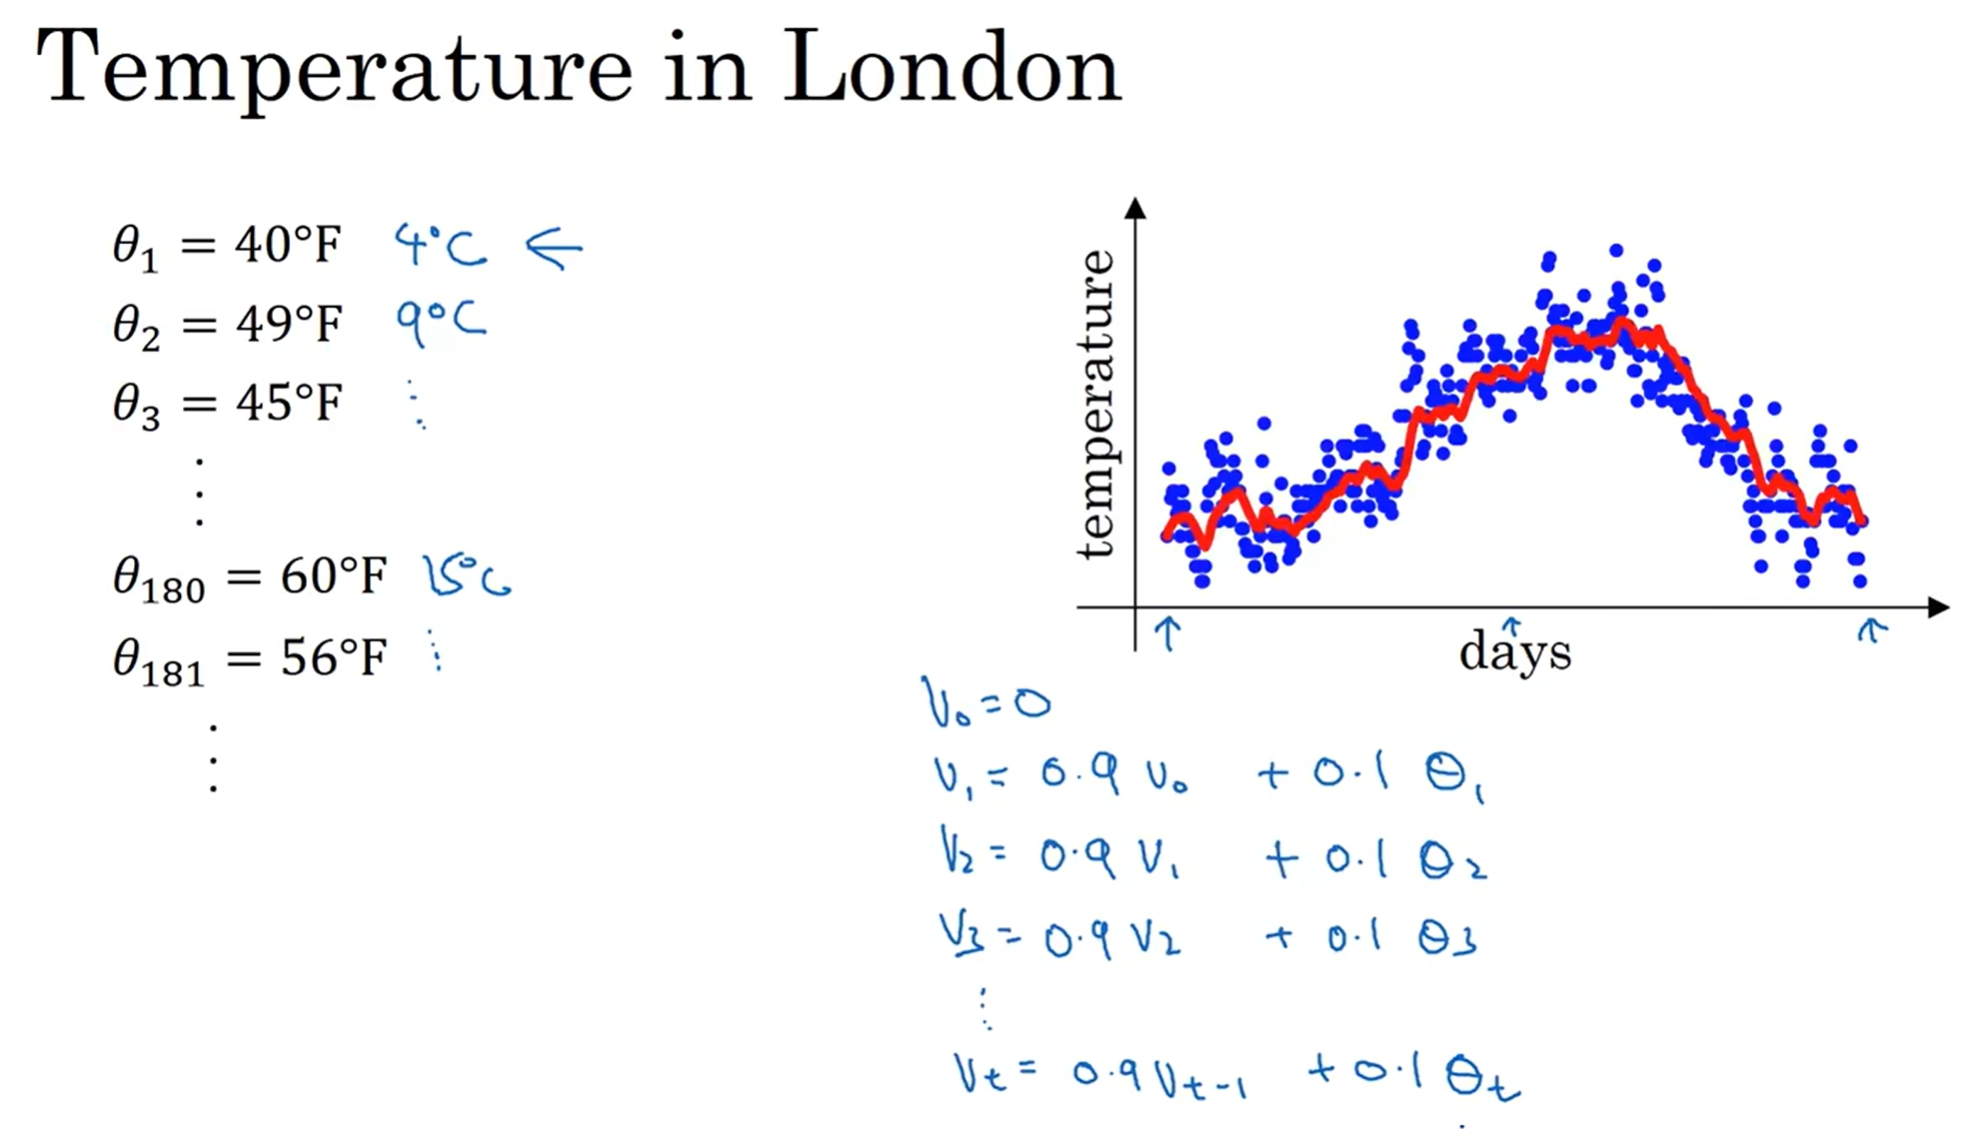 Temperature in London
θ₁ = 40°F 4°C ←
θ₂ = 49°F 9°C
θ₃ = 45°F ⋮
⋮
θ₁₈₀ = 60°F 15°C
θ₁₈₁ = 56°F ⋮
⋮
temperature
days
V₀ = 0
V₁ = 0.9 V₀ + 0.1 θ₁
V₂ = 0.9 V₁ + 0.1 θ₂
V₃ = 0.9 V₂ + 0.1 θ₃
⋮
Vₜ = 0.9 Vₜ₋₁ + 0.1 θₜ